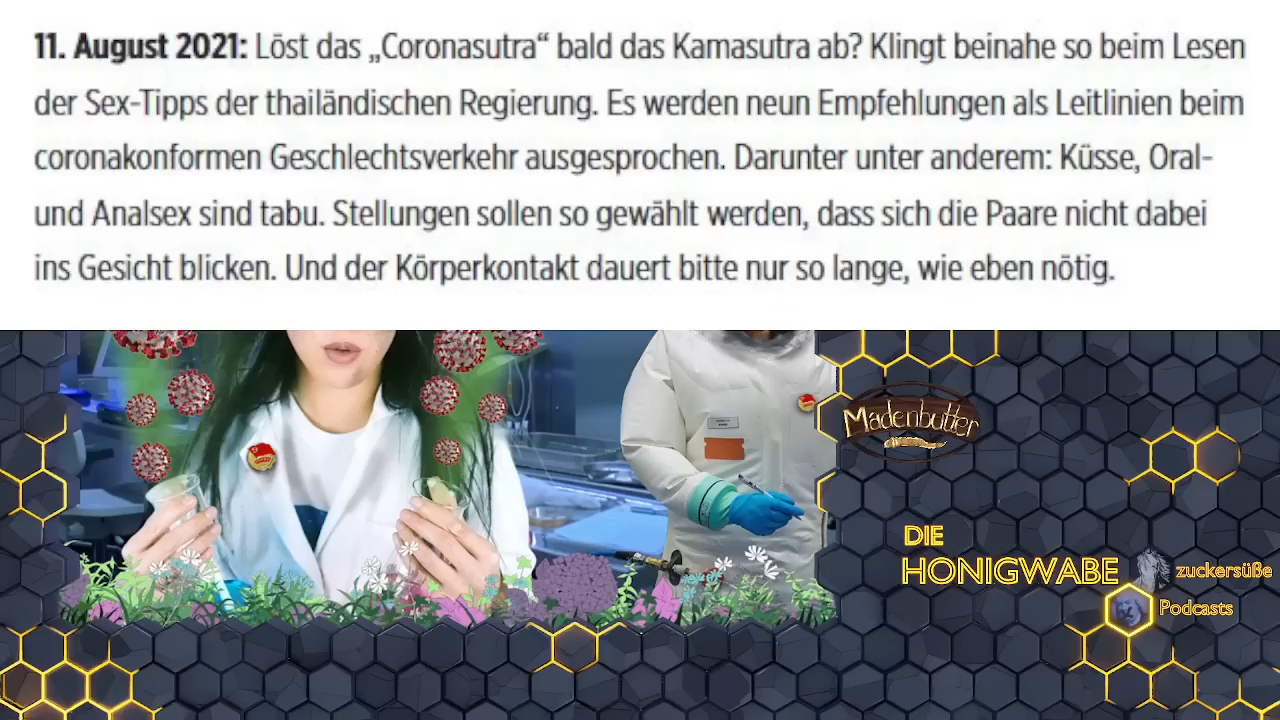 11. August 2021: Löst das „Coronasutra“ bald das Kamasutra ab? Klingt beinahe so beim Lesen
der Sex-Tipps der thailändischen Regierung. Es werden neun Empfehlungen als Leitlinien beim
coronakonformen Geschlechtsverkehr ausgesprochen. Darunter unter anderem: Küsse, Oral-
und Analsex sind tabu. Stellungen sollen so gewählt werden, dass sich die Paare nicht dabei
ins Gesicht blicken. Und der Körperkontakt dauert bitte nur so lange, wie eben nötig.
Madenbutter
DIE
HONIGWABE
zuckersüße
Podcasts